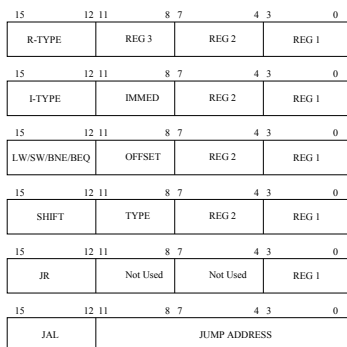 15 12 11 8 7 4 3 0
R-TYPE REG 3 REG 2 REG 1
15 12 11 8 7 4 3 0
I-TYPE IMMED REG 2 REG 1
15 12 11 8 7 4 3 0
LW/SW/BNE/BEQ OFFSET REG 2 REG 1
15 12 11 8 7 4 3 0
SHIFT TYPE REG 2 REG 1
15 12 11 8 7 4 3 0
JR Not Used Not Used REG 1
15 12 11 8 7 4 3 0
JAL JUMP ADDRESS